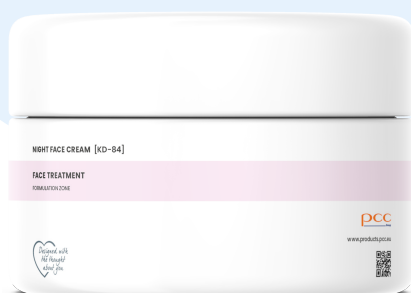 NIGHT FACE CREAM [KD-84]
FACE TREATMENT
FORMULATION ZONE
pcc
www.products.pcc.eu
Designed with
the thought
about you